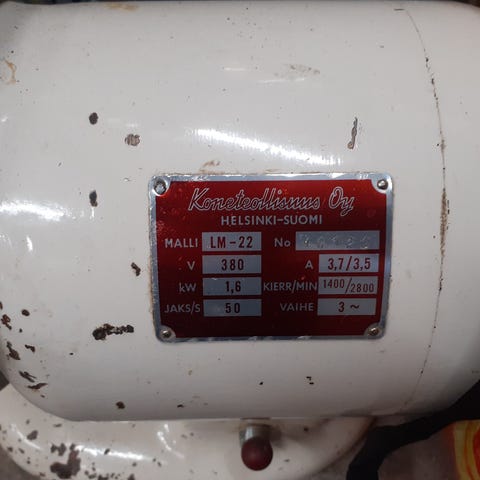 Koneteollisuus Oy
HELSINKI-SUOMI
MALLI LM-22 No
V 380 A 3,7/3,5
kW 1,6 KIERR/MIN 1400/2800
JAKS/S 50 VAIHE 3~